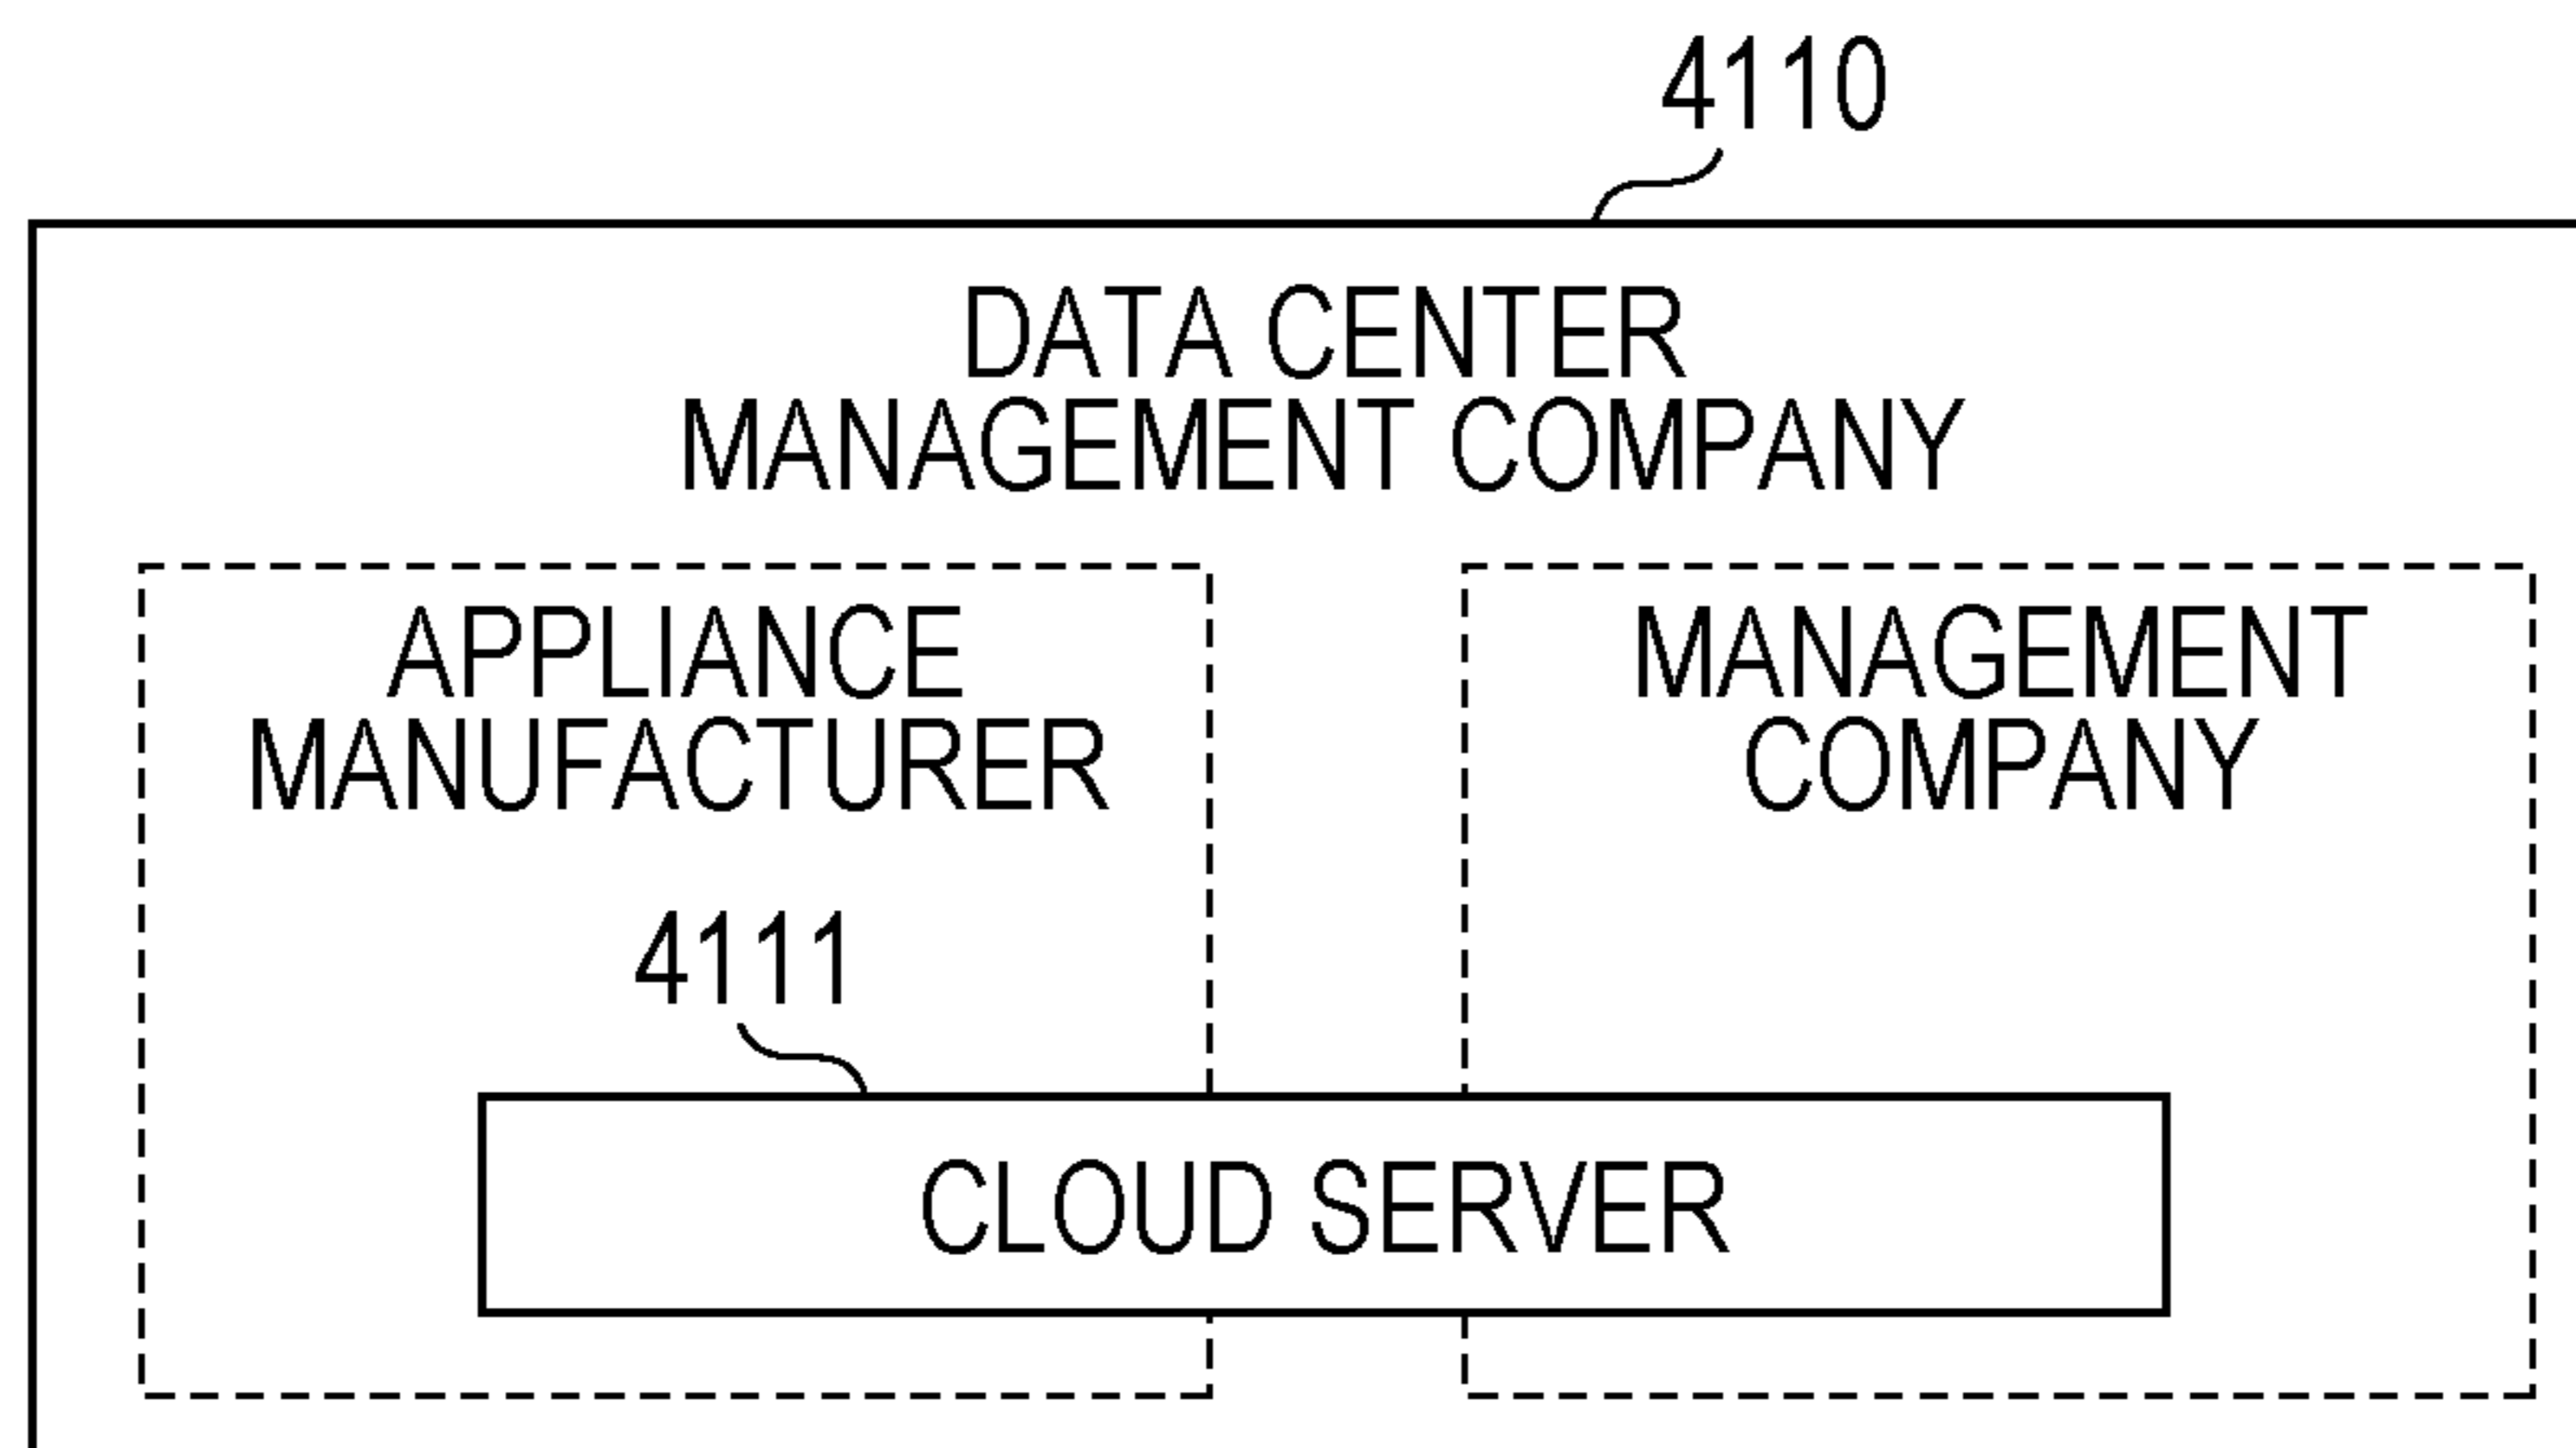 4110
DATA CENTER
MANAGEMENT COMPANY
APPLIANCE
MANUFACTURER
MANAGEMENT
COMPANY
4111
CLOUD SERVER